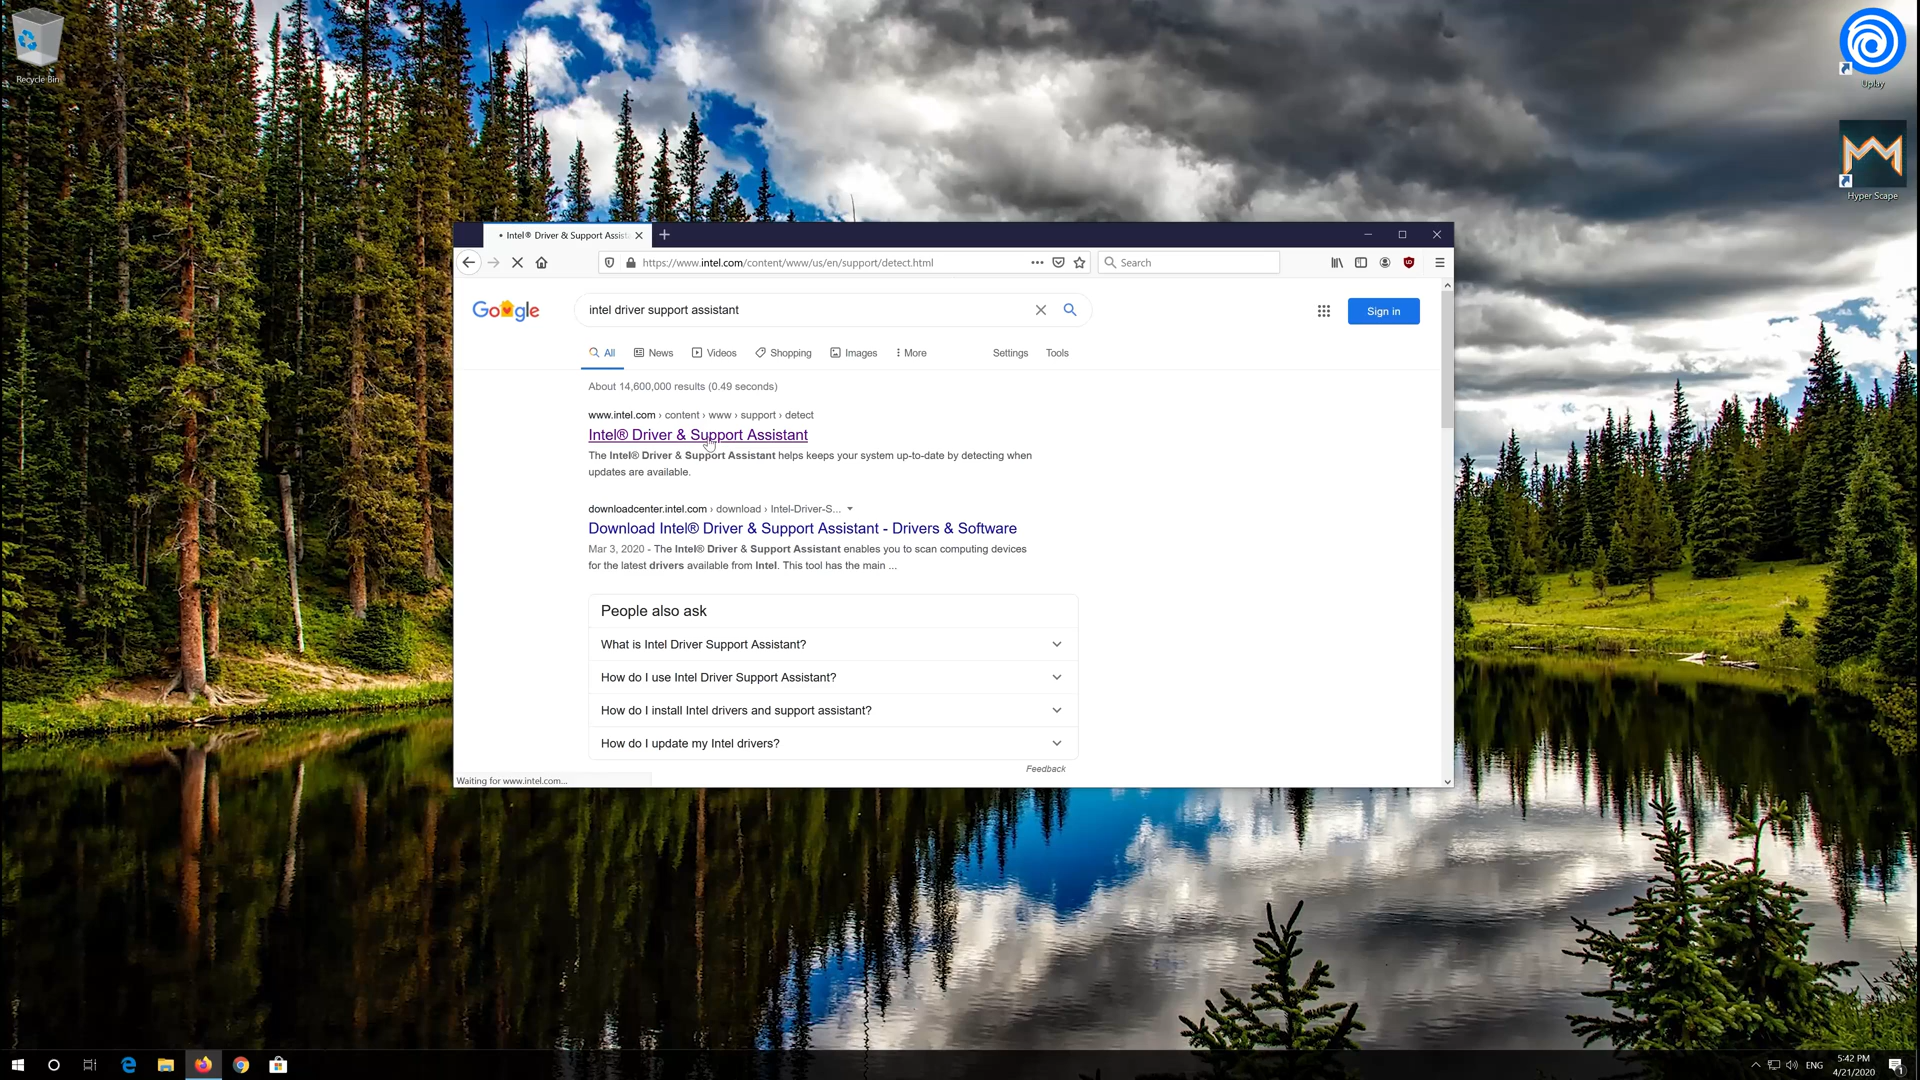 Recycle Bin
Uplay
Hyper Scape
Intel® Driver & Support Assista
https://www.intel.com/content/www/us/en/support/detect.html
Search
Google
intel driver support assistant
Sign in
All
News
Videos
Shopping
Images
More
Settings
Tools
About 14,600,000 results (0.49 seconds)
www.intel.com › content › www › support › detect
Intel® Driver & Support Assistant
The Intel® Driver & Support Assistant helps keeps your system up-to-date by detecting when
updates are available.
downloadcenter.intel.com › download › Intel-Driver-S...
Download Intel® Driver & Support Assistant - Drivers & Software
Mar 3, 2020 - The Intel® Driver & Support Assistant enables you to scan computing devices
for the latest drivers available from Intel. This tool has the main ...
People also ask
What is Intel Driver Support Assistant?
How do I use Intel Driver Support Assistant?
How do I install Intel drivers and support assistant?
How do I update my Intel drivers?
Feedback
Waiting for www.intel.com...
ENG
5:42 PM
4/21/2020